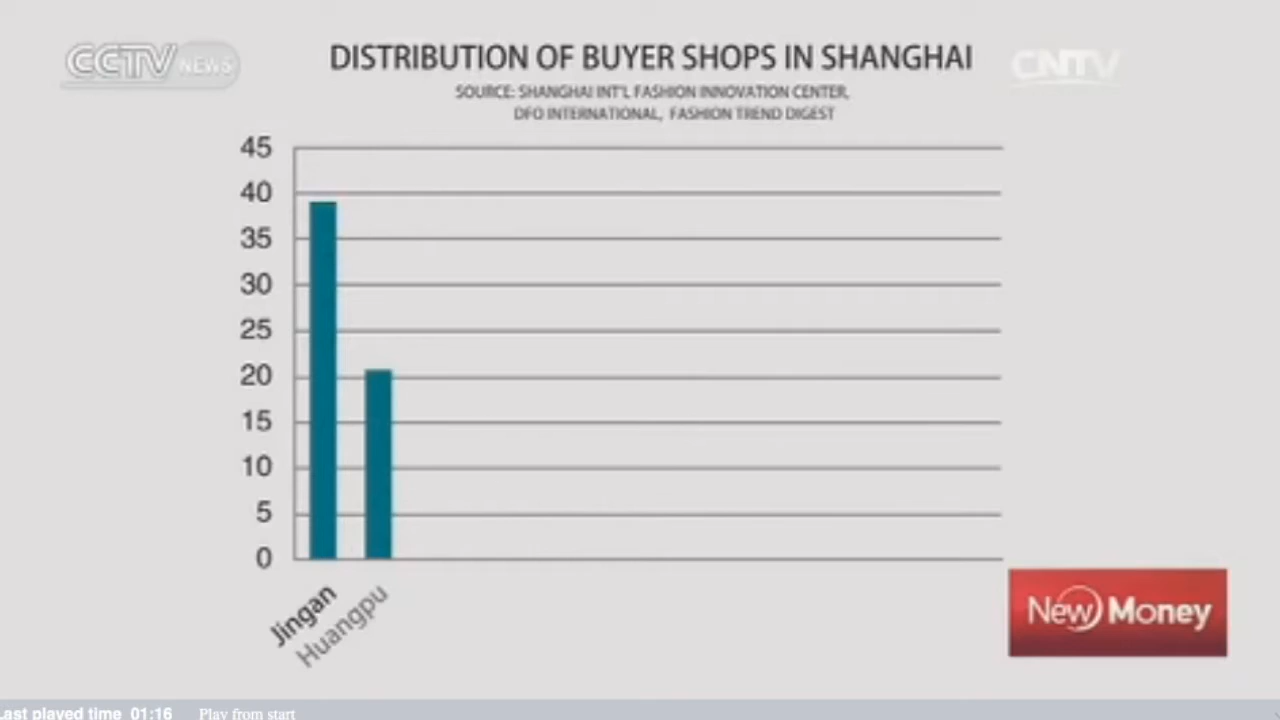 CCTV NEWS
DISTRIBUTION OF BUYER SHOPS IN SHANGHAI
CNTV
SOURCE: SHANGHAI INT'L FASHION INNOVATION CENTER,
DFO INTERNATIONAL, FASHION TREND DIGEST
45
40
35
30
25
20
15
10
5
0
Jingan
Huangpu
New Money
Last played time 01:16 Play from start